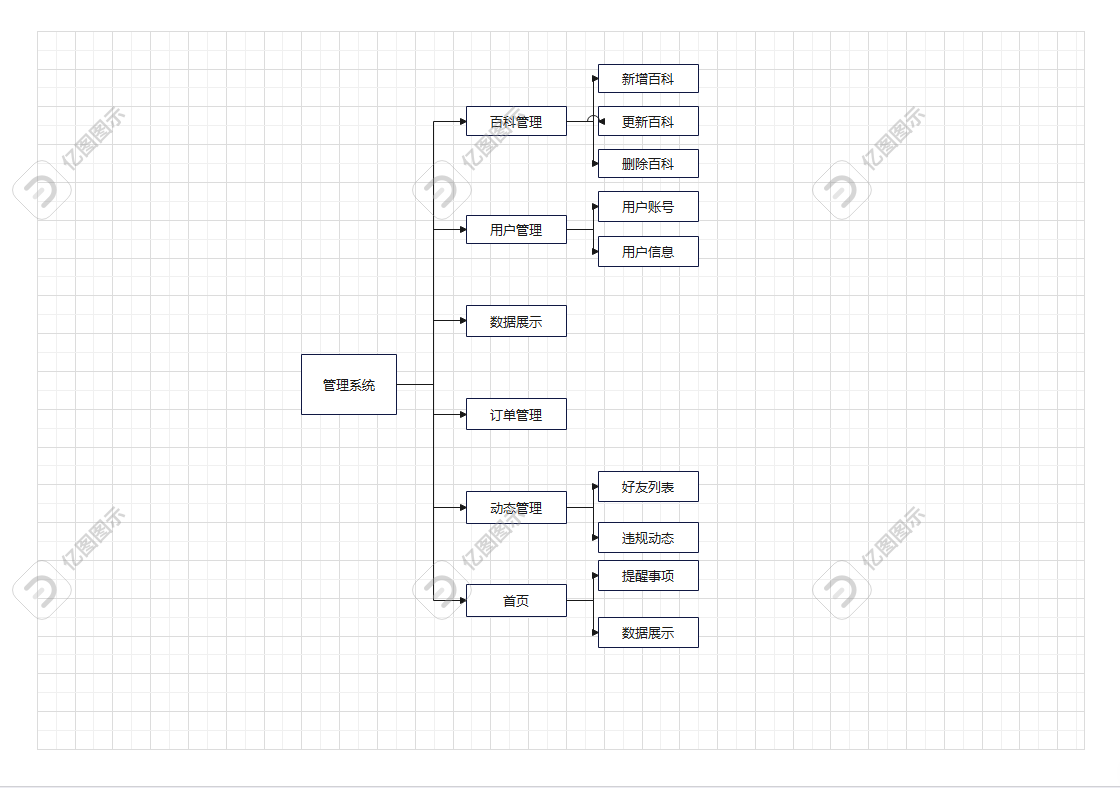 新增百科
百科管理
更新百科
删除百科
用户账号
用户管理
用户信息
数据展示
管理系统
订单管理
好友列表
动态管理
违规动态
提醒事项
首页
数据展示
亿图图示
亿图图示
亿图图示
亿图图示
亿图图示
亿图图示